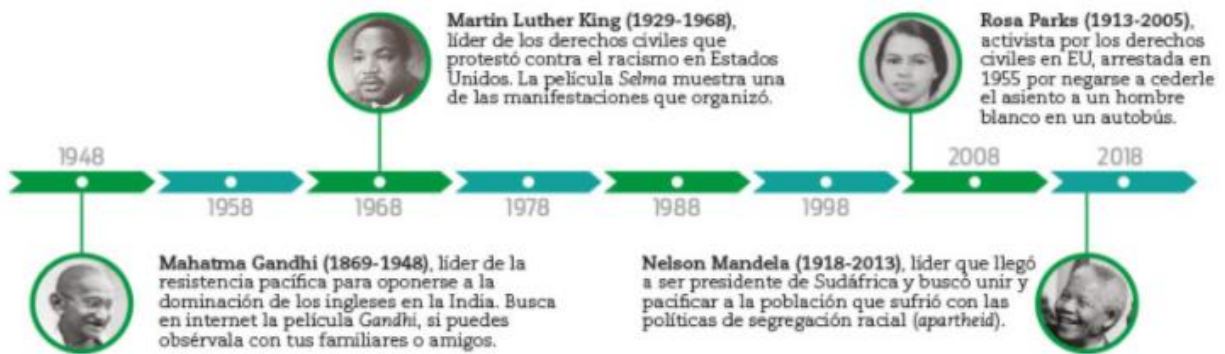 Martin Luther King (1929-1968),
líder de los derechos civiles que
protestó contra el racismo en Estados
Unidos. La película Selma muestra una
de las manifestaciones que organizó.
Rosa Parks (1913-2005),
activista por los derechos
civiles en EU, arrestada en
1955 por negarse a cederle
el asiento a un hombre
blanco en un autobús.
1948
1958
1968
1978
1988
1998
2008
2018
Mahatma Gandhi (1869-1948), líder de la
resistencia pacífica para oponerse a la
dominación de los ingleses en la India. Busca
en internet la película Gandhi, si puedes
obsérvala con tus familiares o amigos.
Nelson Mandela (1918-2013), líder que llegó
a ser presidente de Sudáfrica y buscó unir y
pacificar a la población que sufrió con las
políticas de segregación racial (apartheid).